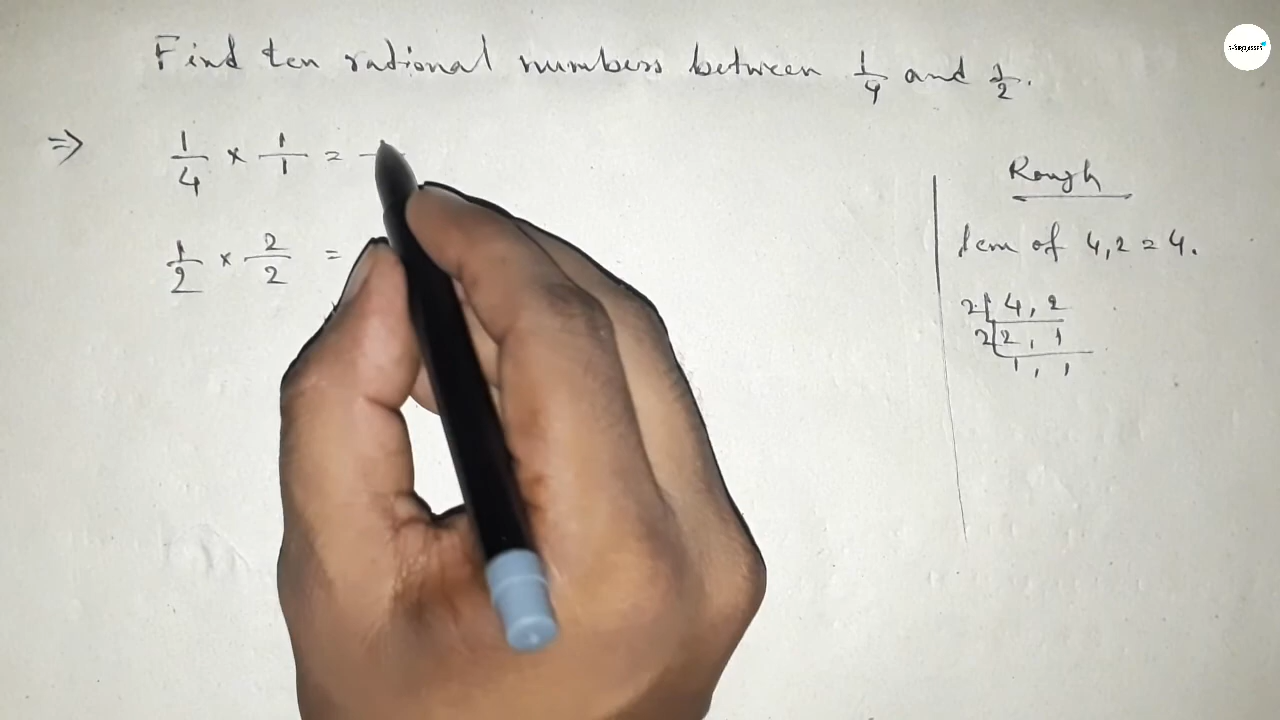 Find ten rational numbers between 1/4 and 1/2.
⇒ 1/4 × 1/1 =
1/2 × 2/2 =
Rough
lcm of 4,2 = 4.
2 | 4, 2
2 | 2, 1
1, 1